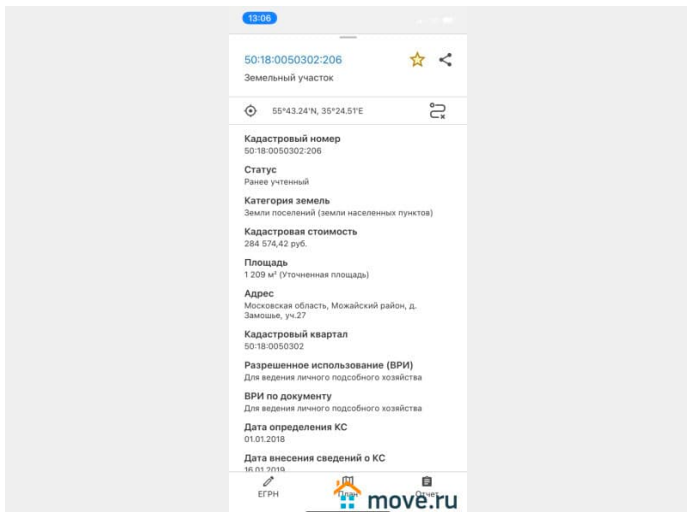 13:06
50:18:0050302:206
Земельный участок
55°43.24'N, 35°24.51'E
Кадастровый номер
50:18:0050302:206
Статус
Ранее учтенный
Категория земель
Земли поселений (земли населенных пунктов)
Кадастровая стоимость
284 574,42 руб.
Площадь
1 209 м² (Уточненная площадь)
Адрес
Московская область, Можайский район, д.
Замошье, уч.27
Кадастровый квартал
50:18:0050302
Разрешенное использование (ВРИ)
Для ведения личного подсобного хозяйства
ВРИ по документу
Для ведения личного подсобного хозяйства
Дата определения КС
01.01.2018
Дата внесения сведений о КС
16.01.2019
ЕГРН План Отчет
move.ru